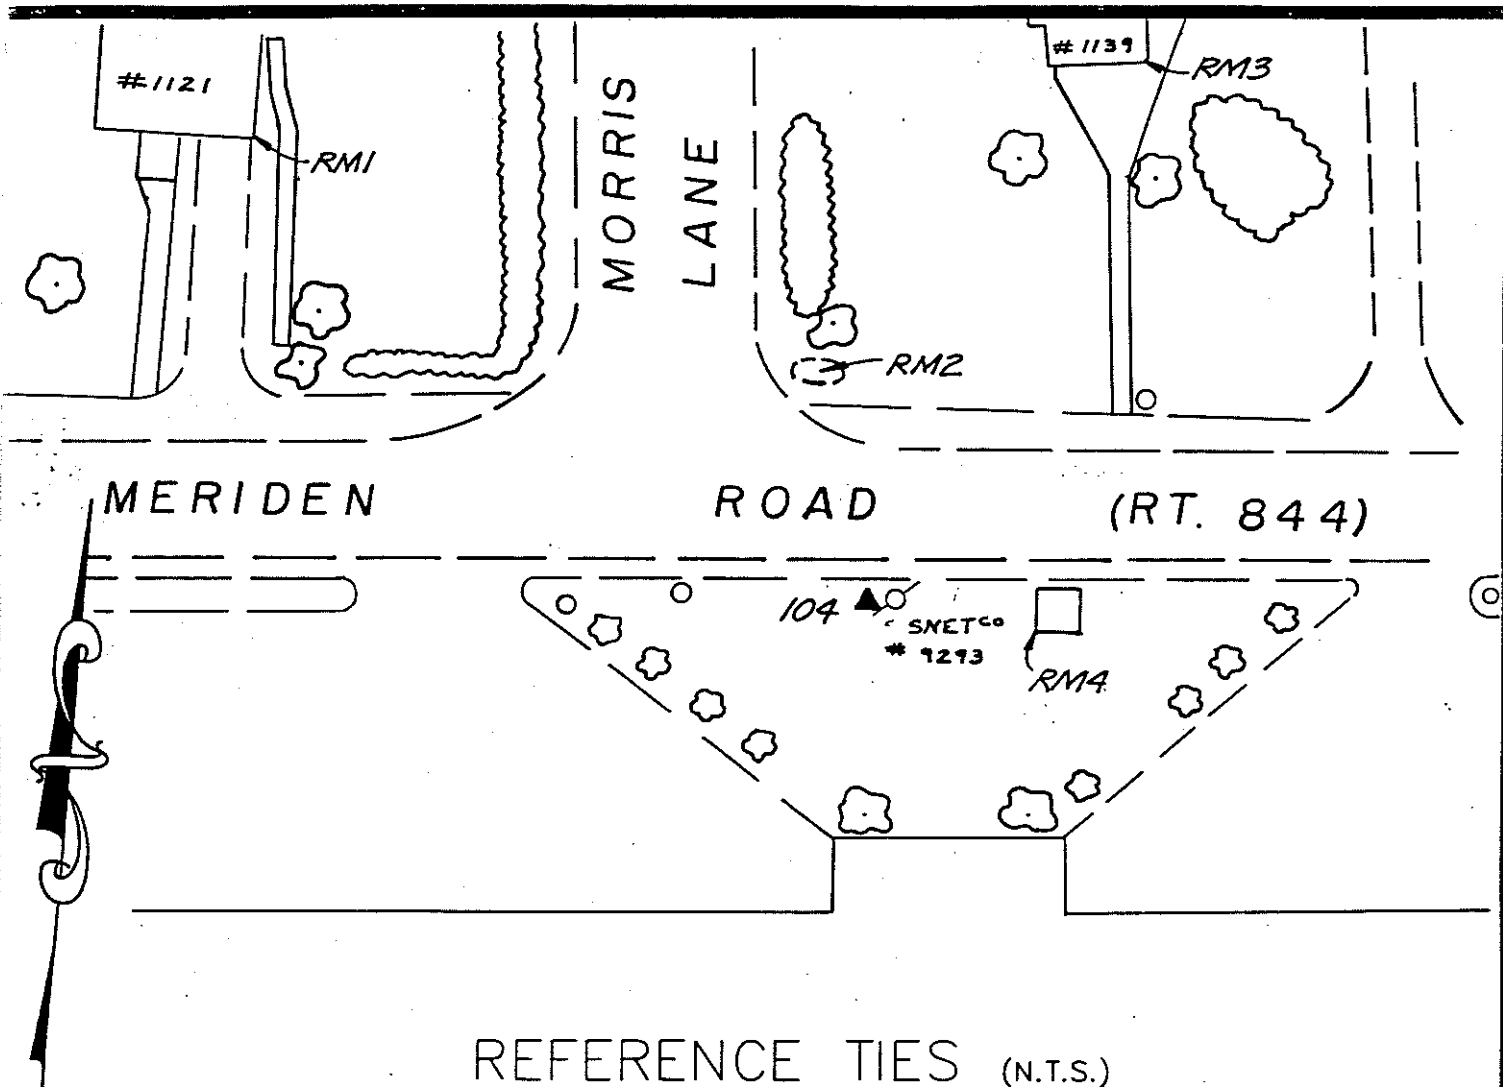 #1121
#1139
RM1
RM3
MORRIS
LANE
RM2
MERIDEN ROAD (RT. 844)
104
SNETCO
# 9293
RM4
REFERENCE TIES (N.T.S.)